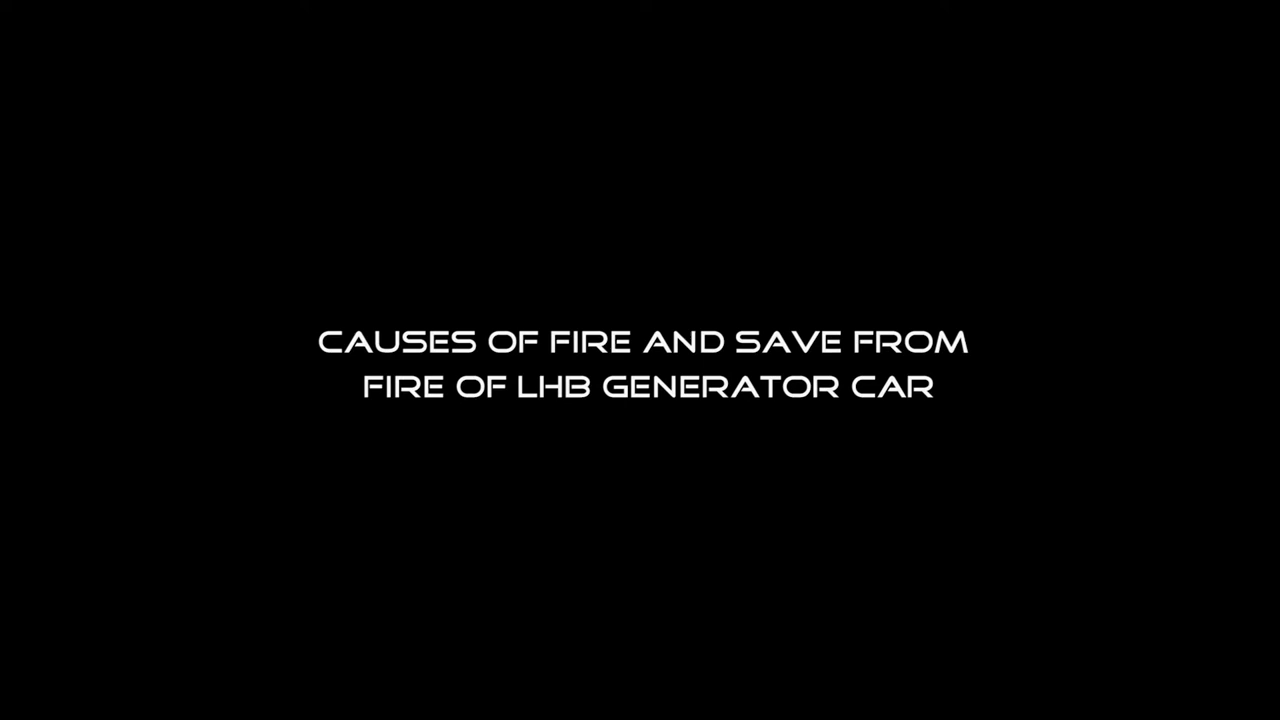 CAUSES OF FIRE AND SAVE FROM
FIRE OF LHB GENERATOR CAR